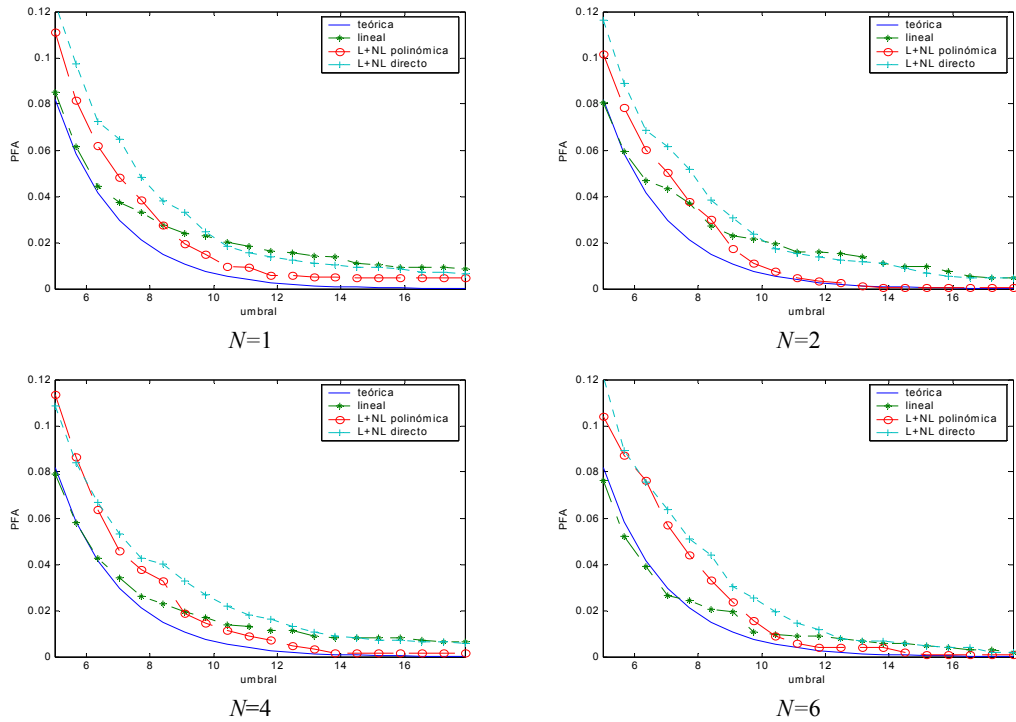 0.12
0.1
0.08
0.06
0.04
0.02
0
PFA
6
8
10
12
14
16
umbral
teórica
lineal
L+NL polinómica
L+NL directo
N=1
0.12
0.1
0.08
0.06
0.04
0.02
0
PFA
6
8
10
12
14
16
umbral
teórica
lineal
L+NL polinómica
L+NL directo
N=2
0.12
0.1
0.08
0.06
0.04
0.02
0
PFA
6
8
10
12
14
16
umbral
teórica
lineal
L+NL polinómica
L+NL directo
N=4
0.12
0.1
0.08
0.06
0.04
0.02
0
PFA
6
8
10
12
14
16
umbral
teórica
lineal
L+NL polinómica
L+NL directo
N=6